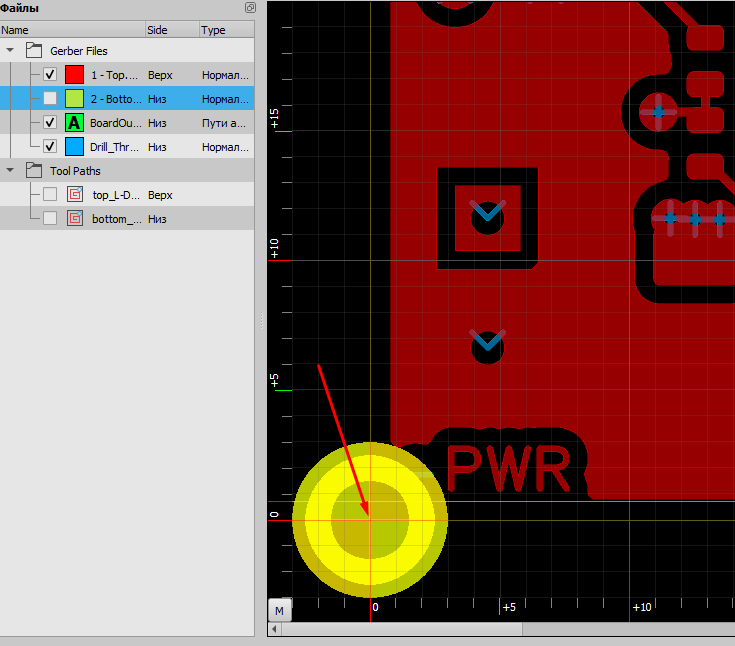 Файлы
Name Side Type
Gerber Files
1 - Top.... Верх Нормал...
2 - Botto... Низ Нормал...
A BoardOu... Низ Пути а...
Drill_Thr... Низ Нормал...
Tool Paths
top_L-D... Верх
bottom_... Низ
+15
+10
+5
0
PWR
M
0 +5 +10